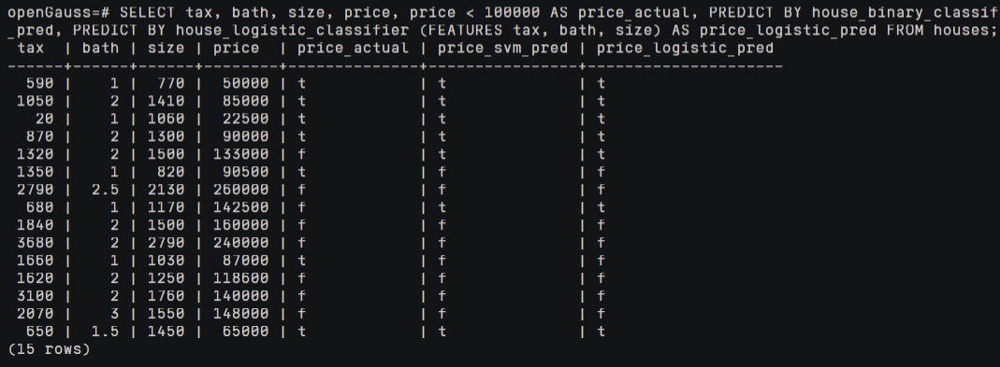 openGauss=# SELECT tax, bath, size, price, price < 100000 AS price_actual, PREDICT BY house_binary_classif
_pred, PREDICT BY house_logistic_classifier (FEATURES tax, bath, size) AS price_logistic_pred FROM houses;
 tax  | bath | size | price  | price_actual | price_svm_pred | price_logistic_pred
------+------+------+--------+--------------+----------------+---------------------
  590 |    1 |  770 |  50000 | t            | t              | t
 1050 |    2 | 1410 |  85000 | t            | t              | t
   20 |    1 | 1060 |  22500 | t            | t              | t
  870 |    2 | 1300 |  90000 | t            | t              | t
 1320 |    2 | 1500 | 133000 | f            | t              | t
 1350 |    1 |  820 |  90500 | t            | f              | f
 2790 |  2.5 | 2130 | 260000 | f            | f              | f
  680 |    1 | 1170 | 142500 | f            | t              | t
 1840 |    2 | 1500 | 160000 | f            | f              | f
 3680 |    2 | 2790 | 240000 | f            | f              | f
 1660 |    1 | 1030 |  87000 | t            | f              | f
 1620 |    2 | 1250 | 118600 | f            | f              | f
 3100 |    2 | 1760 | 140000 | f            | f              | f
 2070 |    3 | 1550 | 148000 | f            | f              | f
  650 |  1.5 | 1450 |  65000 | t            | t              | t
(15 rows)